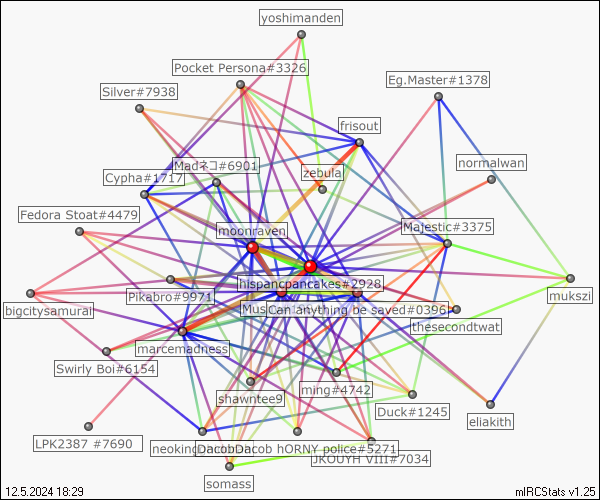 yoshimanden
Pocket Persona#3326
Eg.Master#1378
Silver#7938
frisout
normalwan
Madネコ#6901
zebula
Cypha#1717
Fedora Stoat#4479
Majestic#3375
moonraven
hispancpancakes#2928
mukszi
Pikabro#9971
bigcitysamurai
Mus
Can anything be saved#0396
thesecondtwat
marcemadness
Swirly Boi#6154
ming#4742
shawntee9
Duck#1245
eliakith
LPK2387 #7690
neoking
DacobDacob
hORNY police#5271
JKOUYH VIII#7034
somass
12.5.2024 18:29
mIRCStats v1.25